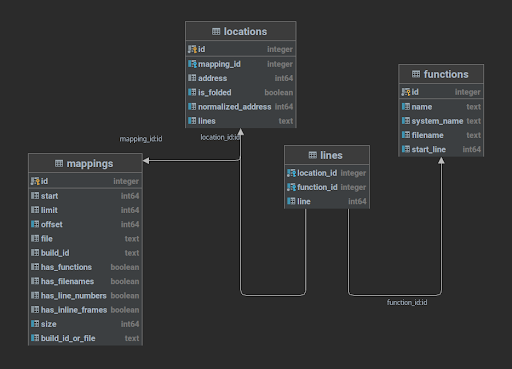 locations
id integer
mapping_id integer
address int64
is_folded boolean
normalized_address int64
lines text
functions
id integer
name text
system_name text
filename text
start_line int64
mapping_id:id
location_id:id
lines
location_id integer
function_id integer
line int64
mappings
id integer
start int64
limit int64
offset int64
file text
build_id text
has_functions boolean
has_filenames boolean
has_line_numbers boolean
has_inline_frames boolean
size int64
build_id_or_file text
function_id:id